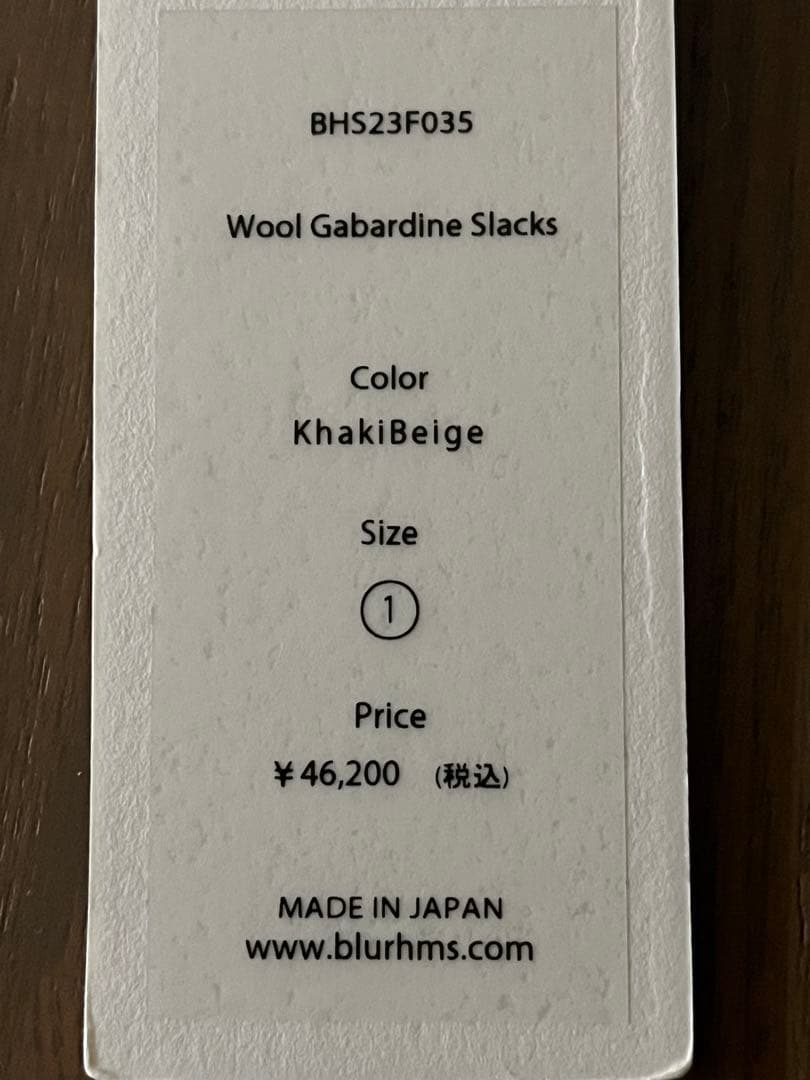 BHS23F035
Wool Gabardine Slacks
Color
KhakiBeige
Size
①
Price
¥46,200 (税込)
MADE IN JAPAN
www.blurhms.com